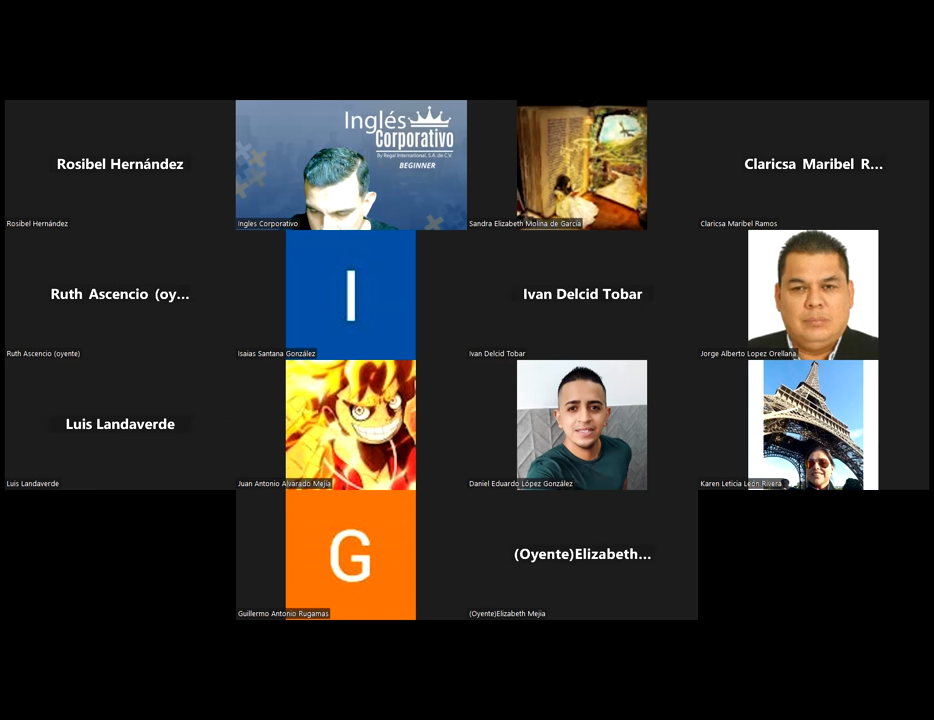 Rosibel Hernández
Rosibel Hernández
Inglés
Corporativo
By Regal International, S.A. de C.V.
BEGINNER
Ingles Corporativo
Sandra Elizabeth Molina de García
Claricsa Maribel R...
Claricsa Maribel Ramos
Ruth Ascencio (oy...
Ruth Ascencio (oyente)
I
Isaias Santana González
Ivan Delcid Tobar
Ivan Delcid Tobar
Jorge Alberto Lopez Orellana
Luis Landaverde
Luis Landaverde
Juan Antonio Alvarado Mejía
Daniel Eduardo López González
Karen Leticia León Rivera
G
Guillermo Antonio Rugamas
(Oyente)Elizabeth...
(Oyente)Elizabeth Mejia